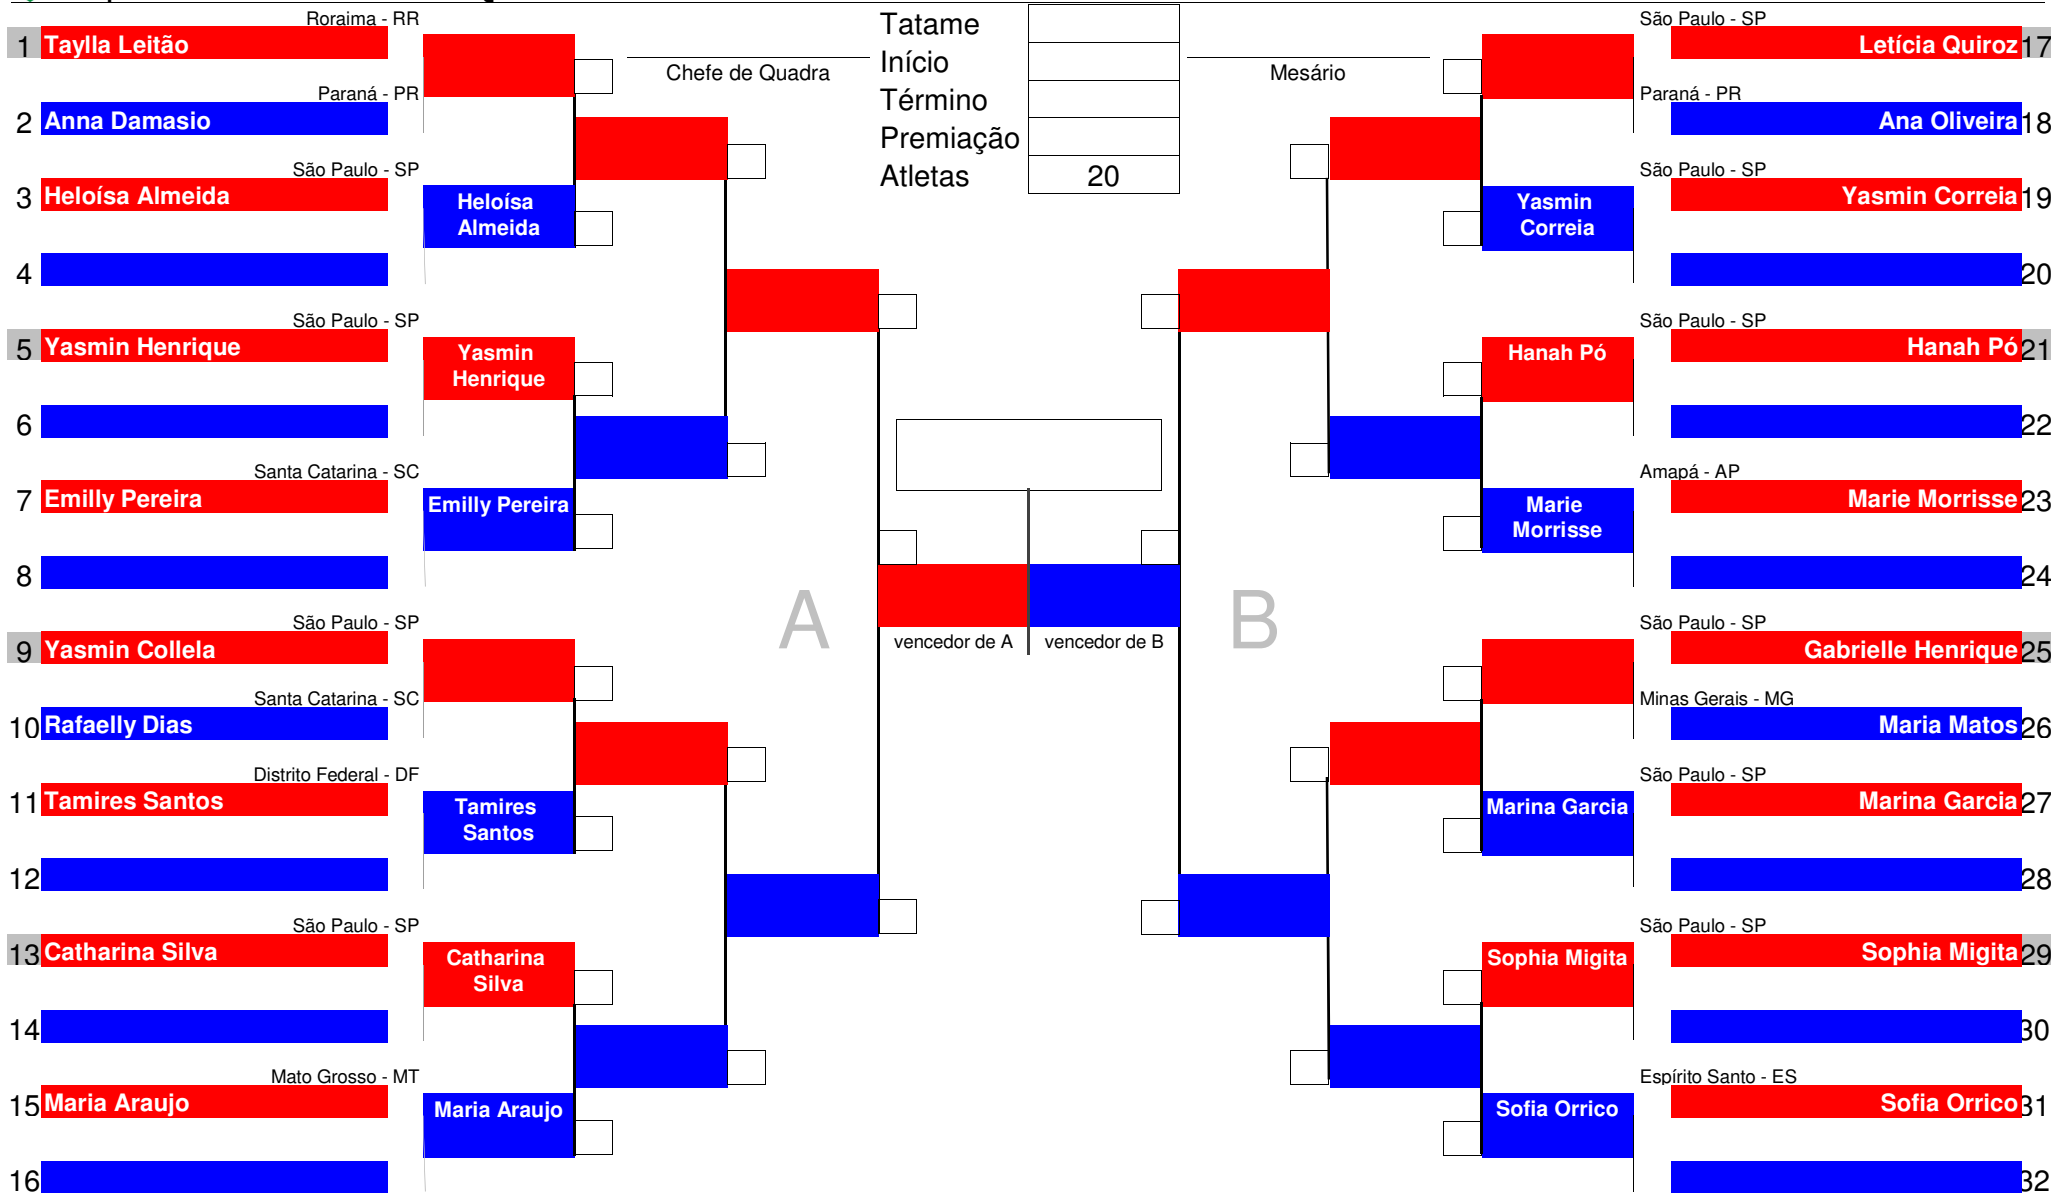 Tatame
Início
Término
Premiação
Atletas 20
Chefe de Quadra
Mesário
Roraima - RR
1 Taylla Leitão
Paraná - PR
2 Anna Damasio
São Paulo - SP
3 Heloísa Almeida
Heloísa
Almeida
4
São Paulo - SP
5 Yasmin Henrique
Yasmin
Henrique
6
Santa Catarina - SC
7 Emilly Pereira
Emilly Pereira
8
São Paulo - SP
9 Yasmin Collela
Santa Catarina - SC
10 Rafaelly Dias
Distrito Federal - DF
11 Tamires Santos
Tamires
Santos
12
São Paulo - SP
13 Catharina Silva
Catharina
Silva
14
Mato Grosso - MT
15 Maria Araujo
Maria Araujo
16
A
B
vencedor de A
vencedor de B
São Paulo - SP
Letícia Quiroz 17
Paraná - PR
Ana Oliveira 18
São Paulo - SP
Yasmin Correia 19
Yasmin
Correia
20
São Paulo - SP
Hanah Pó 21
Hanah Pó
22
Amapá - AP
Marie Morrisse 23
Marie
Morrisse
24
São Paulo - SP
Gabrielle Henrique 25
Minas Gerais - MG
Maria Matos 26
São Paulo - SP
Marina Garcia 27
Marina Garcia
28
São Paulo - SP
Sophia Migita 29
Sophia Migita
30
Espírito Santo - ES
Sofia Orrico 31
Sofia Orrico
32